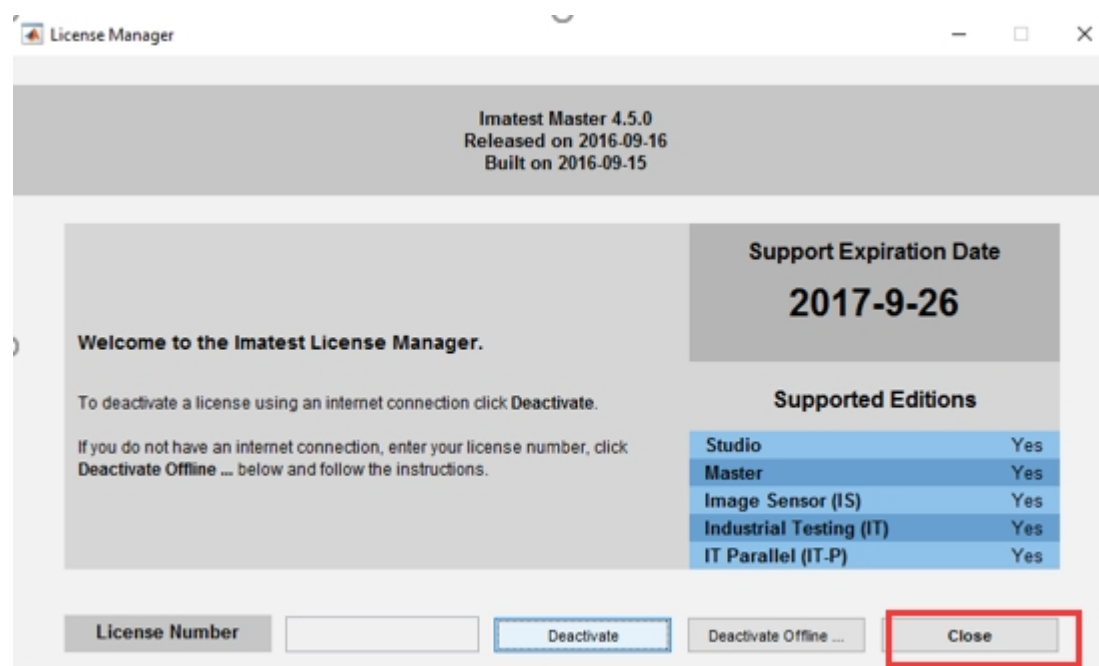 License Manager
Imatest Master 4.5.0
Released on 2016-09-16
Built on 2016-09-15
Welcome to the Imatest License Manager.
To deactivate a license using an internet connection click Deactivate.
If you do not have an internet connection, enter your license number, click
Deactivate Offline ... below and follow the instructions.
Support Expiration Date
2017-9-26
Supported Editions
Studio Yes
Master Yes
Image Sensor (IS) Yes
Industrial Testing (IT) Yes
IT Parallel (IT-P) Yes
License Number Deactivate Deactivate Offline ... Close